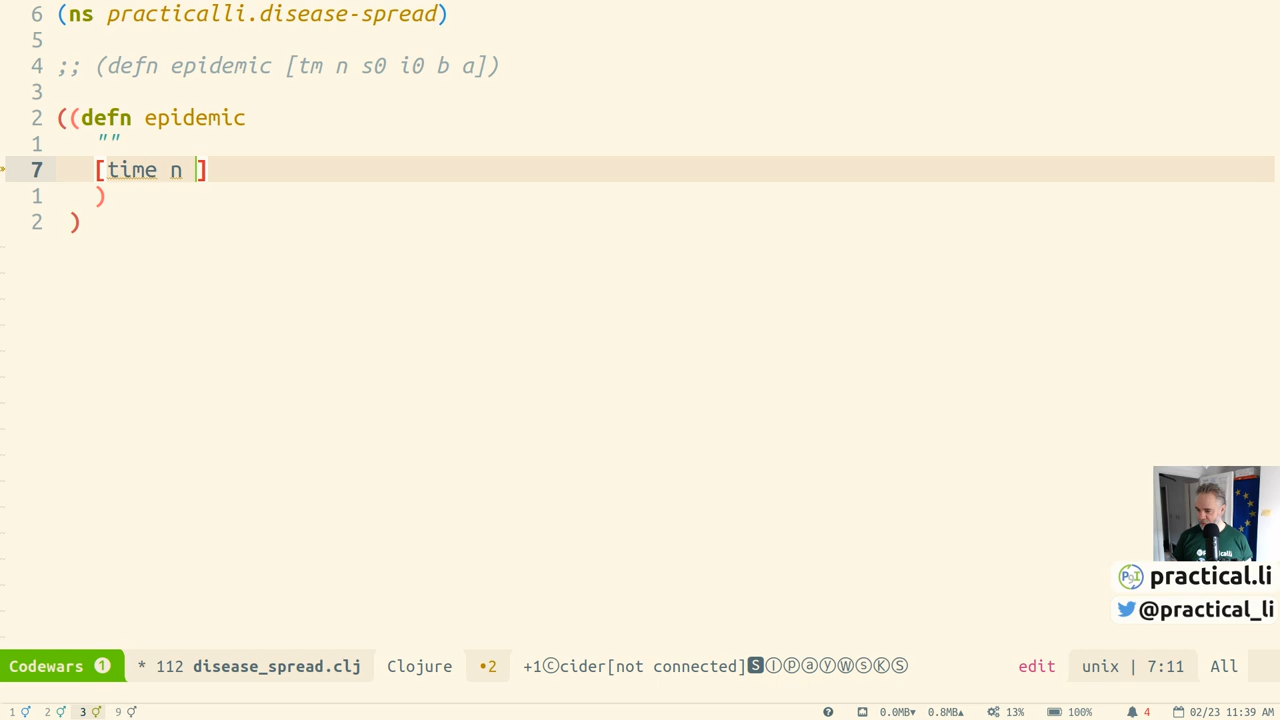 6 (ns practicalli.disease-spread)
5
4 ;; (defn epidemic [tm n s0 i0 b a])
3
2 ((defn epidemic
1 ""
7 [time n ]
1 )
2 )
practical.li
@practical_li
Codewars 1 * 112 disease_spread.clj Clojure •2 +1ⓒcider[not connected]🆂ⓘⓟⓐⓨⓌⓢⓀⓈ edit unix | 7:11 All
1 2 3 9 0.0MB▾ 0.8MB▴ 13% 100% 4 02/23 11:39 AM